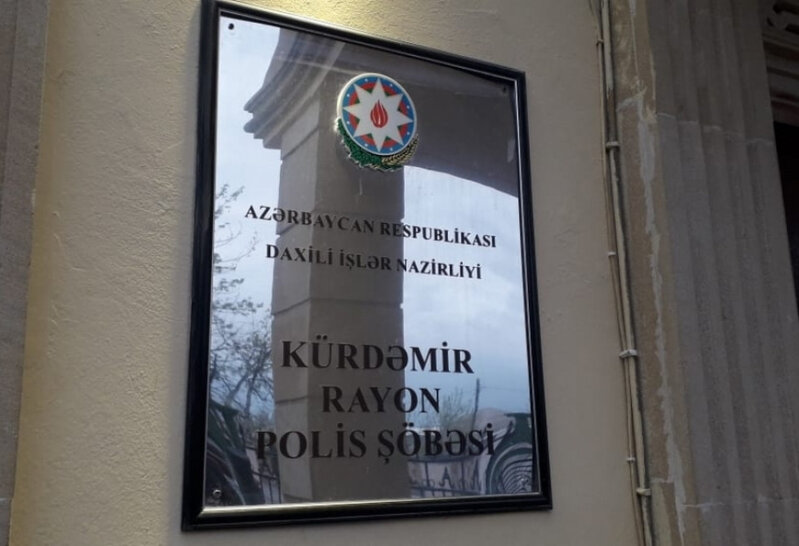 AZƏRBAYCAN RESPUBLİKASI
DAXİLİ İŞLƏR NAZİRLİYİ
KÜRDƏMİR
RAYON
POLİS ŞÖBƏSİ